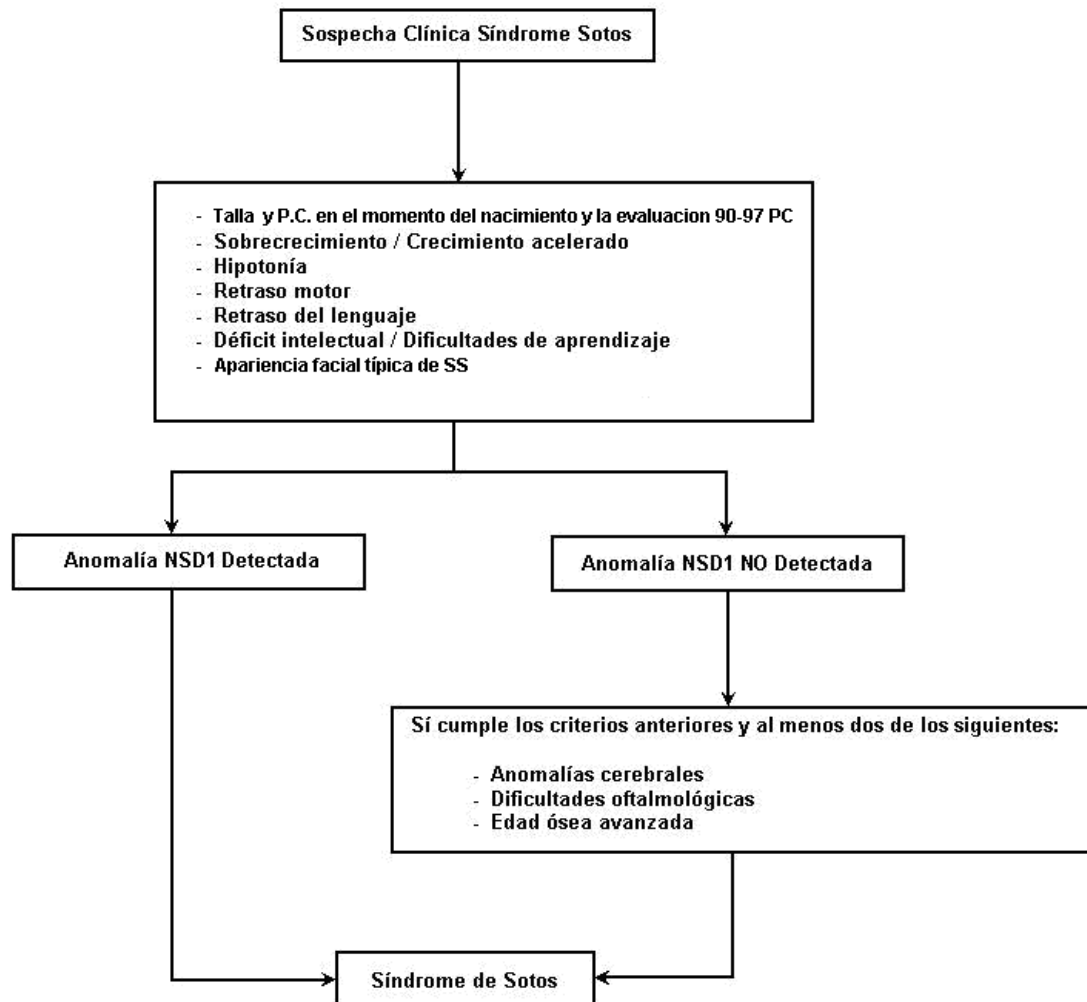 Sospecha Clínica Síndrome Sotos
- Talla y P.C. en el momento del nacimiento y la evaluacion 90-97 PC
- Sobrecrecimiento / Crecimiento acelerado
- Hipotonía
- Retraso motor
- Retraso del lenguaje
- Déficit intelectual / Dificultades de aprendizaje
- Apariencia facial típica de SS
Anomalía NSD1 Detectada
Anomalía NSD1 NO Detectada
Sí cumple los criterios anteriores y al menos dos de los siguientes:
- Anomalías cerebrales
- Dificultades oftalmológicas
- Edad ósea avanzada
Síndrome de Sotos